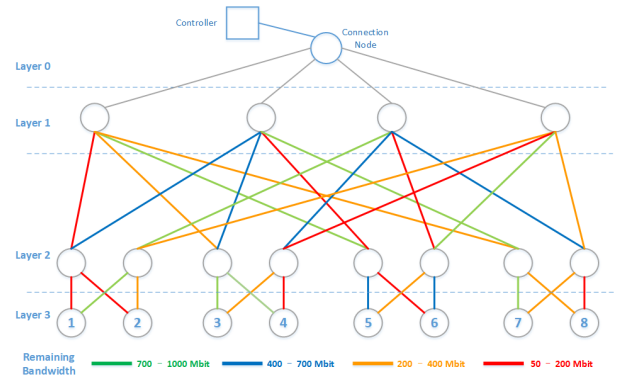 Controller
Connection
Node
Layer 0
Layer 1
Layer 2
Layer 3
1 2 3 4 5 6 7 8
Remaining
Bandwidth
700 – 1000 Mbit 400 – 700 Mbit 200 – 400 Mbit 50 – 200 Mbit